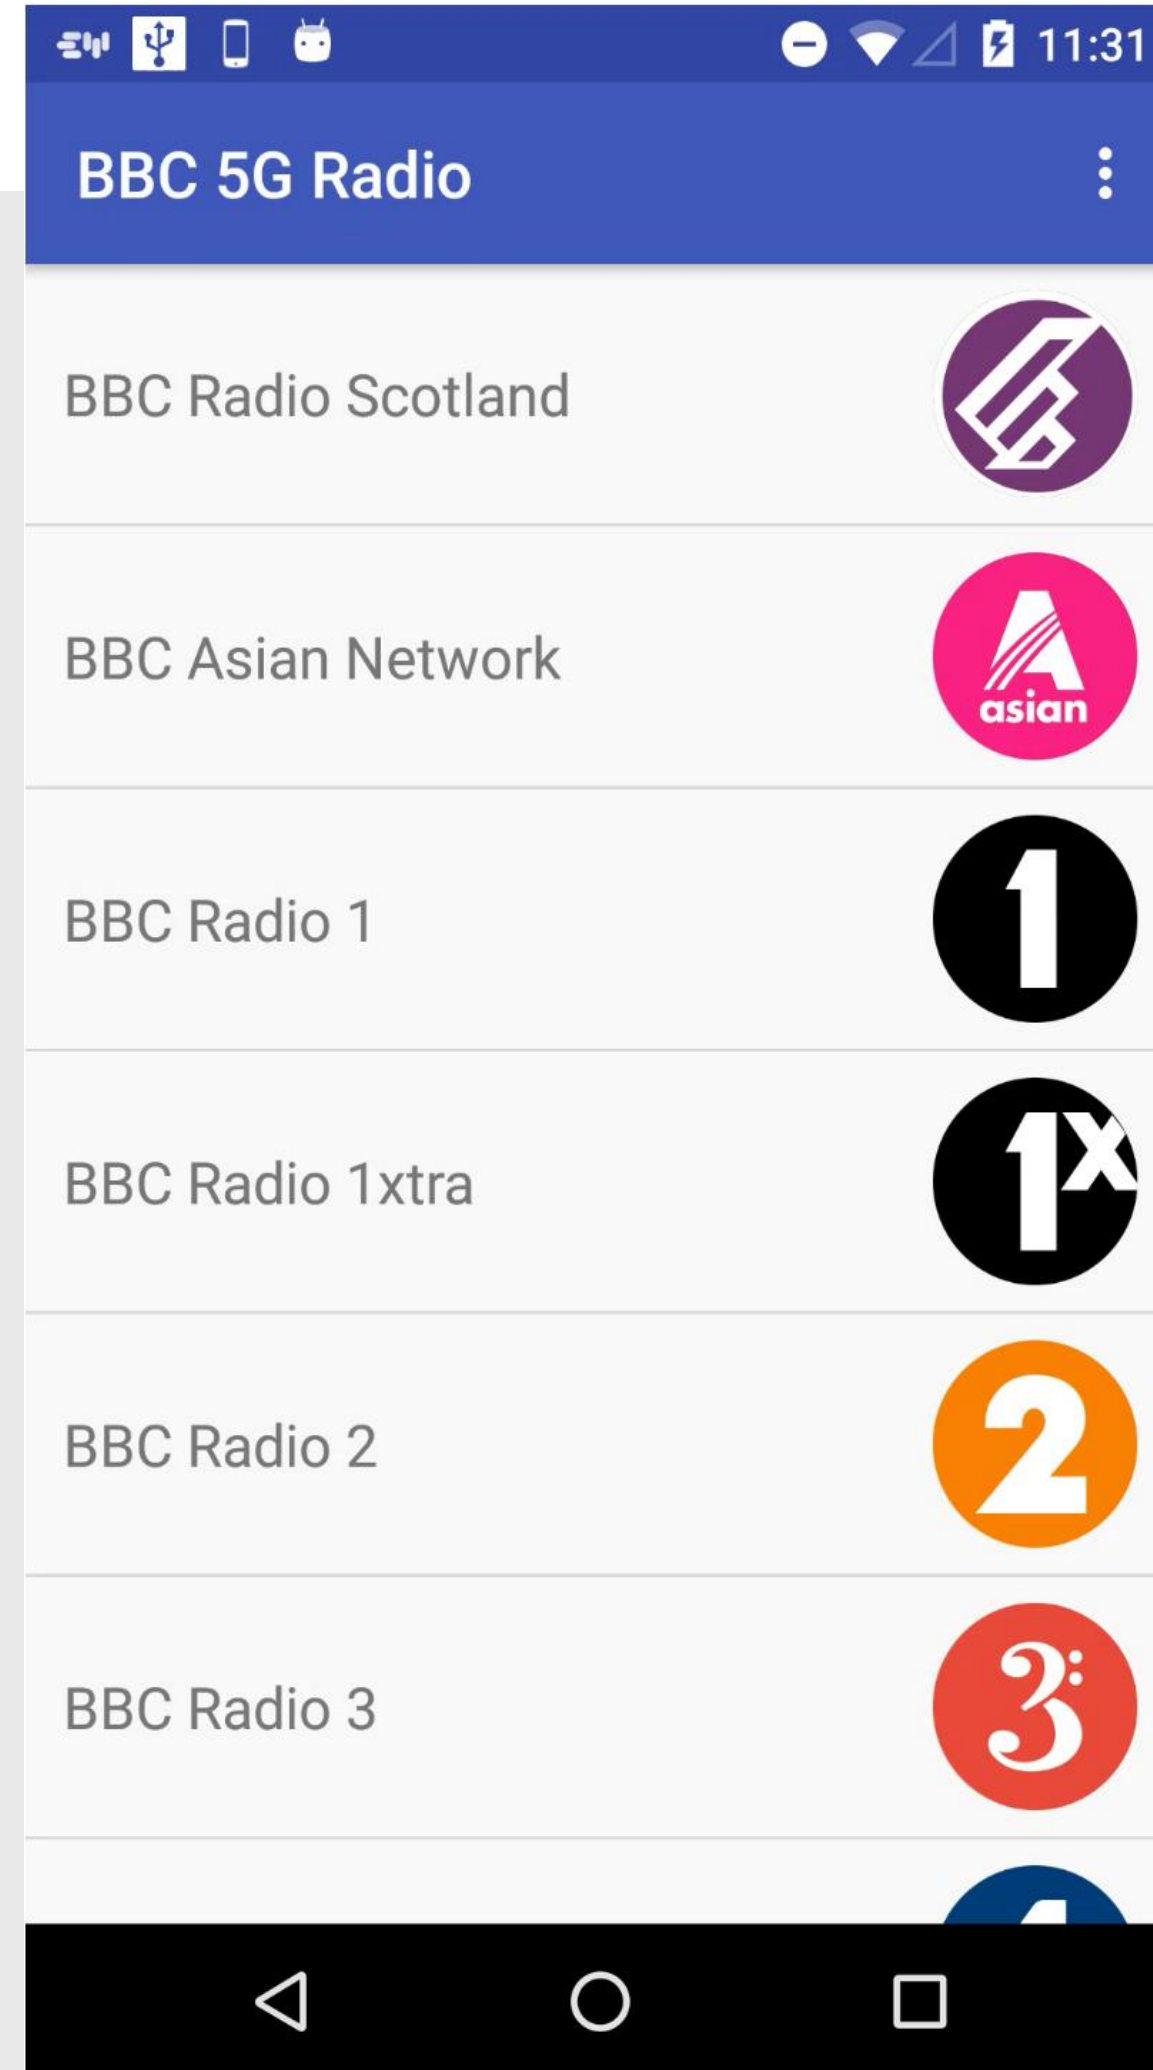 11:31
BBC 5G Radio
BBC Radio Scotland
BBC Asian Network
asian
BBC Radio 1
1
BBC Radio 1xtra
1X
BBC Radio 2
2
BBC Radio 3
3